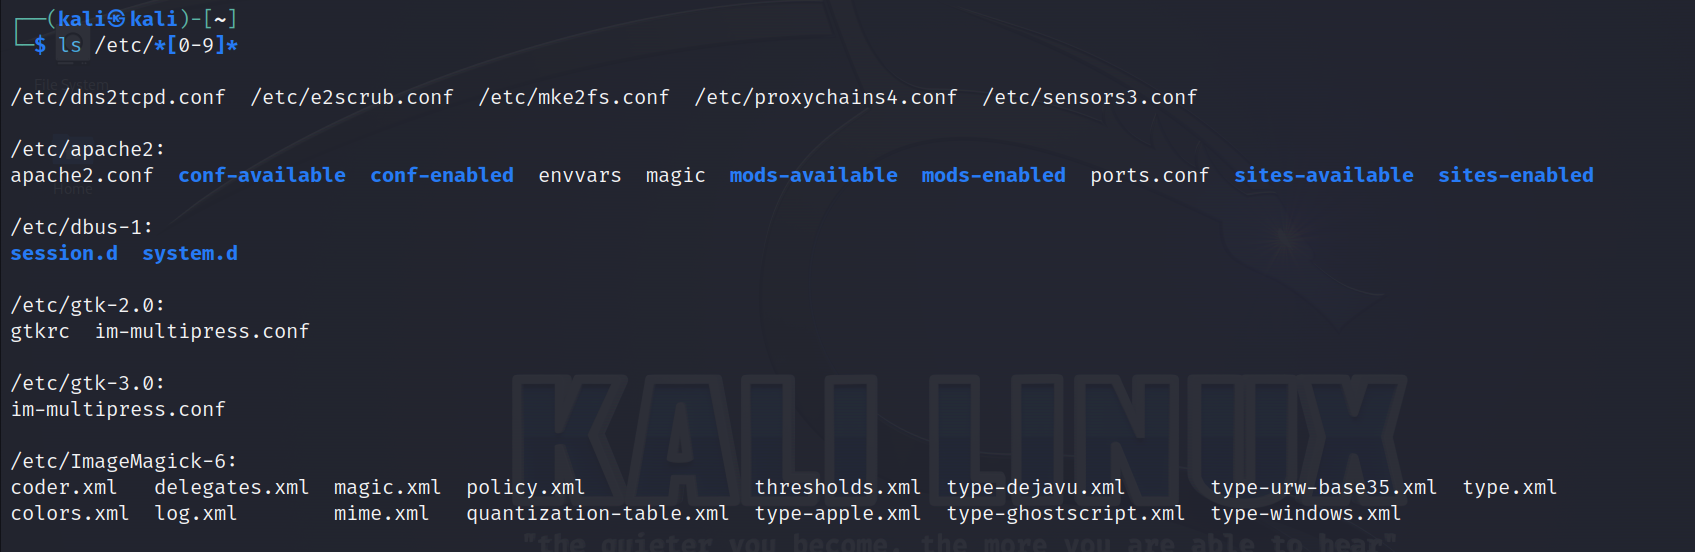 ┌──(kali㉿kali)-[~]
└─$ ls /etc/*[0-9]*
File System
/etc/dns2tcpd.conf  /etc/e2scrub.conf  /etc/mke2fs.conf  /etc/proxychains4.conf  /etc/sensors3.conf
/etc/apache2:
apache2.conf  conf-available  conf-enabled  envvars  magic  mods-available  mods-enabled  ports.conf  sites-available  sites-enabled
Home
/etc/dbus-1:
session.d  system.d
/etc/gtk-2.0:
gtkrc  im-multipress.conf
/etc/gtk-3.0:
im-multipress.conf
KALI LINUX
/etc/ImageMagick-6:
coder.xml   delegates.xml  magic.xml  policy.xml              thresholds.xml  type-dejavu.xml       type-urw-base35.xml  type.xml
colors.xml  log.xml        mime.xml   quantization-table.xml  type-apple.xml  type-ghostscript.xml  type-windows.xml
"the quieter you become, the more you are able to hear"